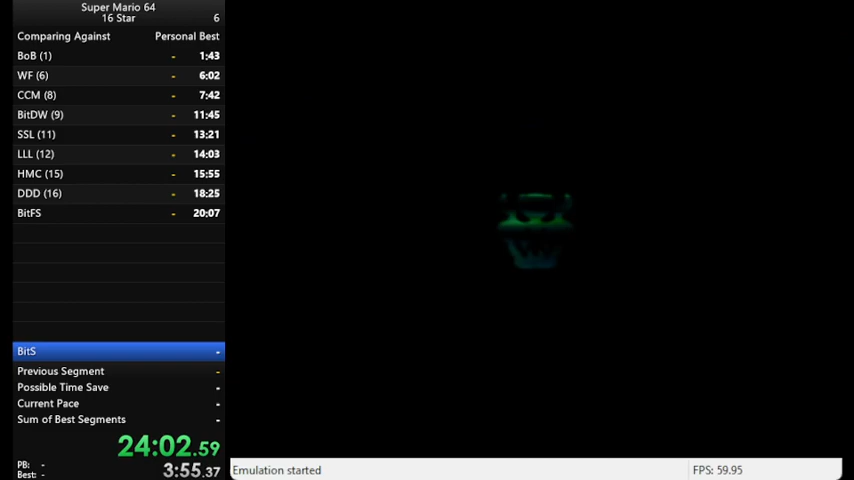 Super Mario 64
16 Star 6
Comparing Against Personal Best
BoB (1) - 1:43
WF (6) - 6:02
CCM (8) - 7:42
BitDW (9) - 11:45
SSL (11) - 13:21
LLL (12) - 14:03
HMC (15) - 15:55
DDD (16) - 18:25
BitFS - 20:07
BitS -
Previous Segment -
Possible Time Save -
Current Pace -
Sum of Best Segments -
24:02.59
PB: -
Best: - 3:55.37
Emulation started FPS: 59.95